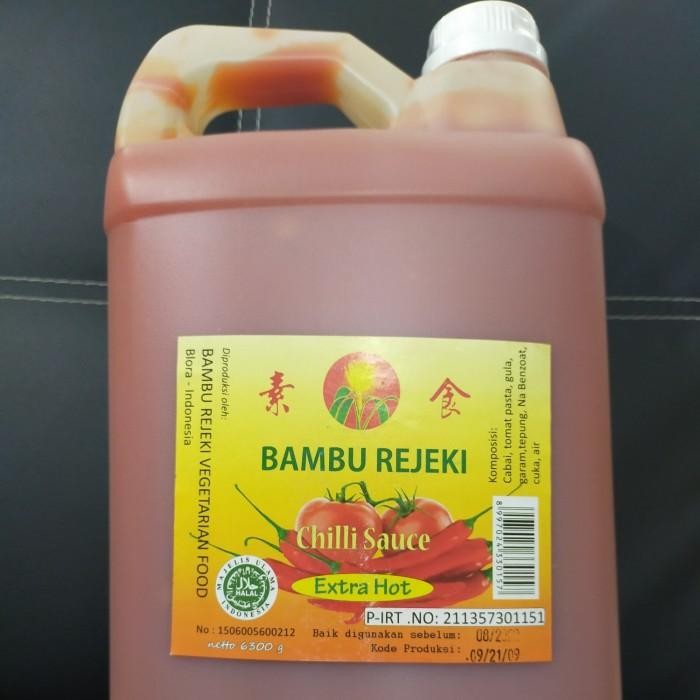 Diproduksi oleh:
BAMBU REJEKI VEGETARIAN FOOD
Blora - Indonesia
素 食
BAMBU REJEKI
Chilli Sauce
Extra Hot
Komposisi:
Cabai, tomat pasta, gula,
garam,tepung, Na Benzoat,
cuka, air
8997024330157
MAJELIS ULAMA
حلال
HALAL
INDONESIA
P-IRT .NO: 211357301151
No : 1506005600212
netto 6300 g
Baik digunakan sebelum:
Kode Produksi: .09/21/09